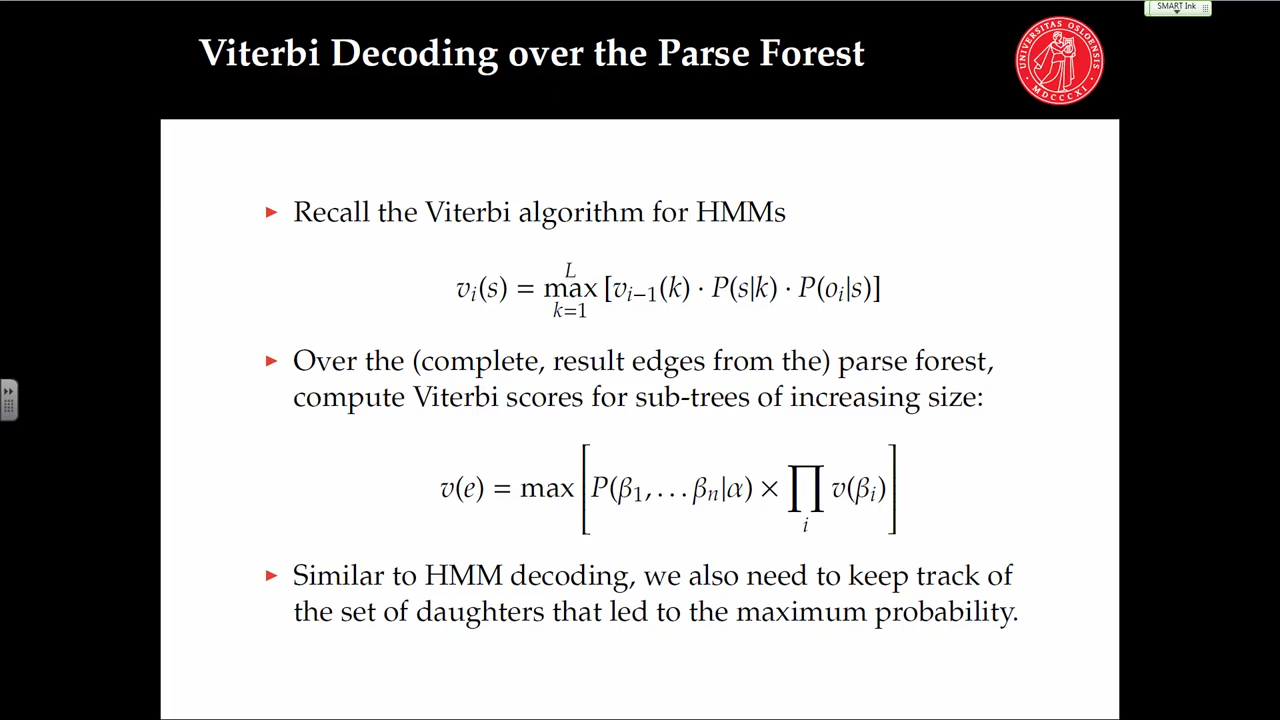 SMART Ink
Viterbi Decoding over the Parse Forest
UNIVERSITAS OSLOENSIS
MDCCCXI
▶ Recall the Viterbi algorithm for HMMs
v_i(s) = max_{k=1}^{L} [v_{i−1}(k) · P(s|k) · P(o_i|s)]
▶ Over the (complete, result edges from the) parse forest,
compute Viterbi scores for sub-trees of increasing size:
v(e) = max [P(β_1, . . . β_n|α) × ∏_i v(β_i)]
▶ Similar to HMM decoding, we also need to keep track of
the set of daughters that led to the maximum probability.